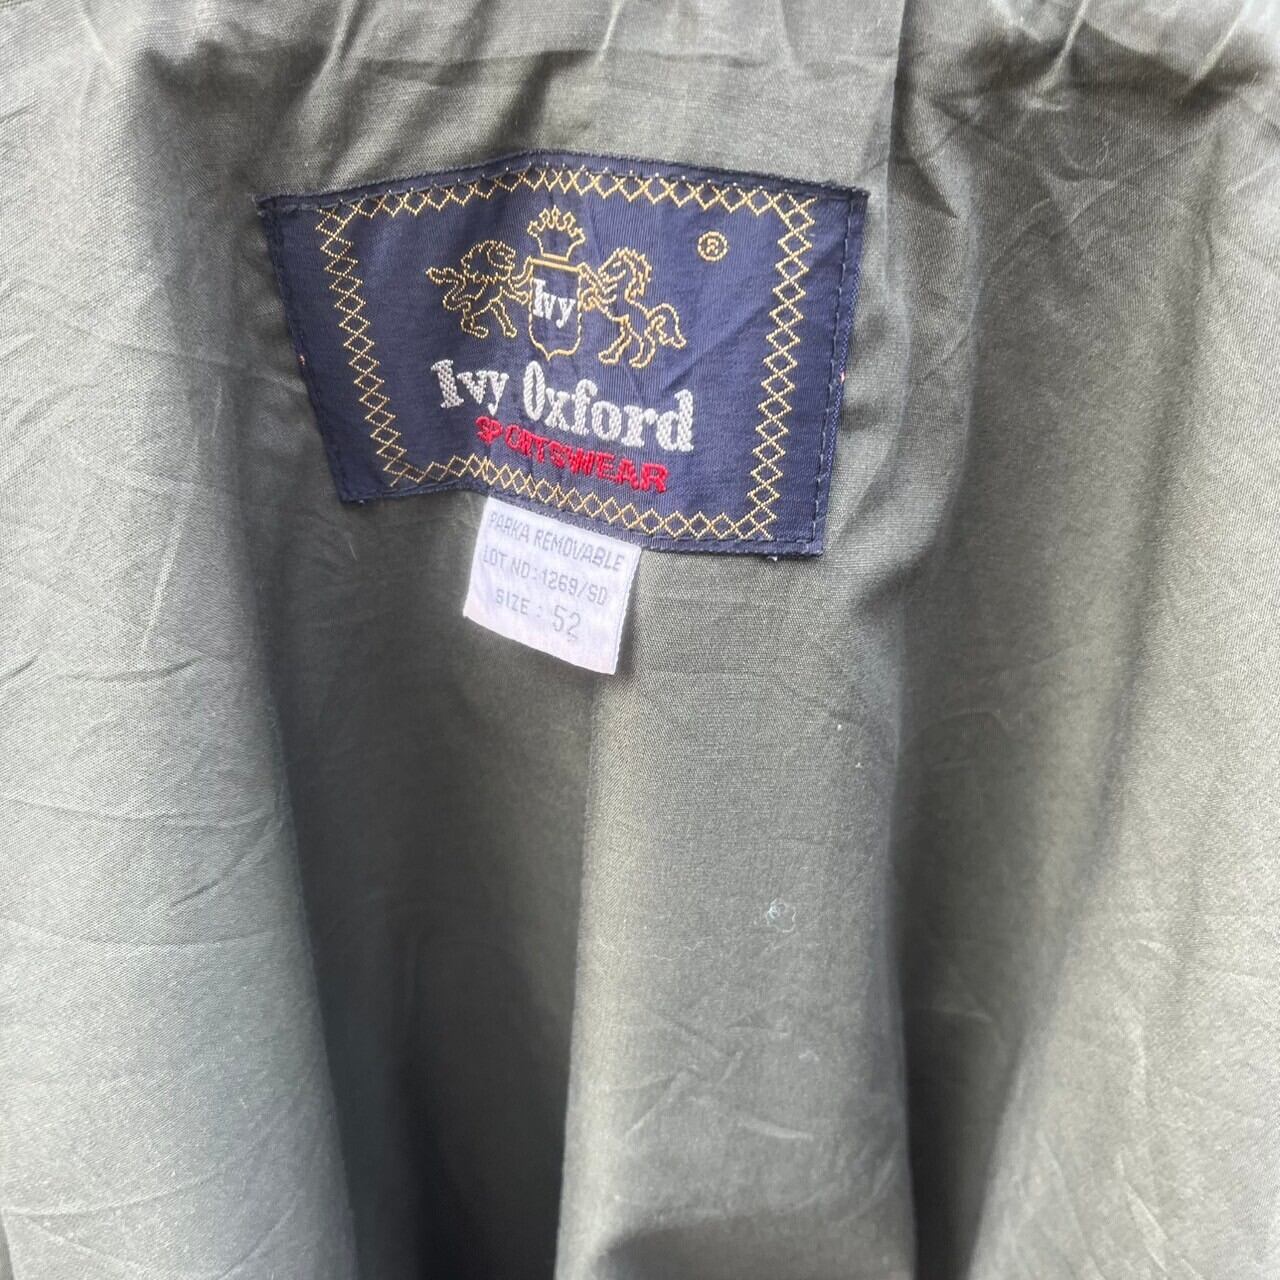 ®
Ivy
Ivy Oxford
SPORTSWEAR
PARKA REMOVABLE
LOT NO: 1269/SD
SIZE : 52